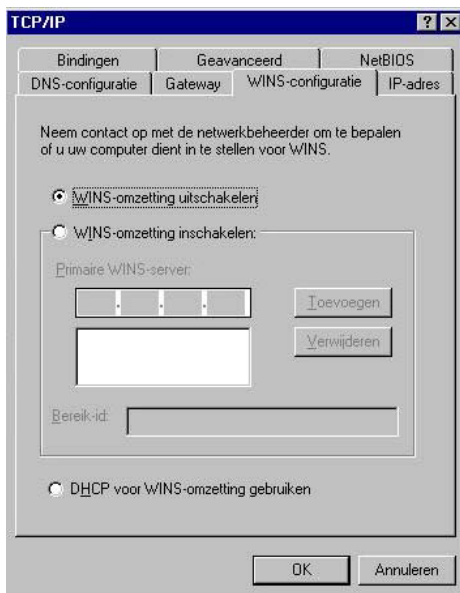 TCP/IP
Bindingen Geavanceerd NetBIOS
DNS-configuratie Gateway WINS-configuratie IP-adres
Neem contact op met de netwerkbeheerder om te bepalen
of u uw computer dient in te stellen voor WINS.
WINS-omzetting uitschakelen
WINS-omzetting inschakelen:
Primaire WINS-server:
Toevoegen
Verwijderen
Bereik-id:
DHCP voor WINS-omzetting gebruiken
OK Annuleren